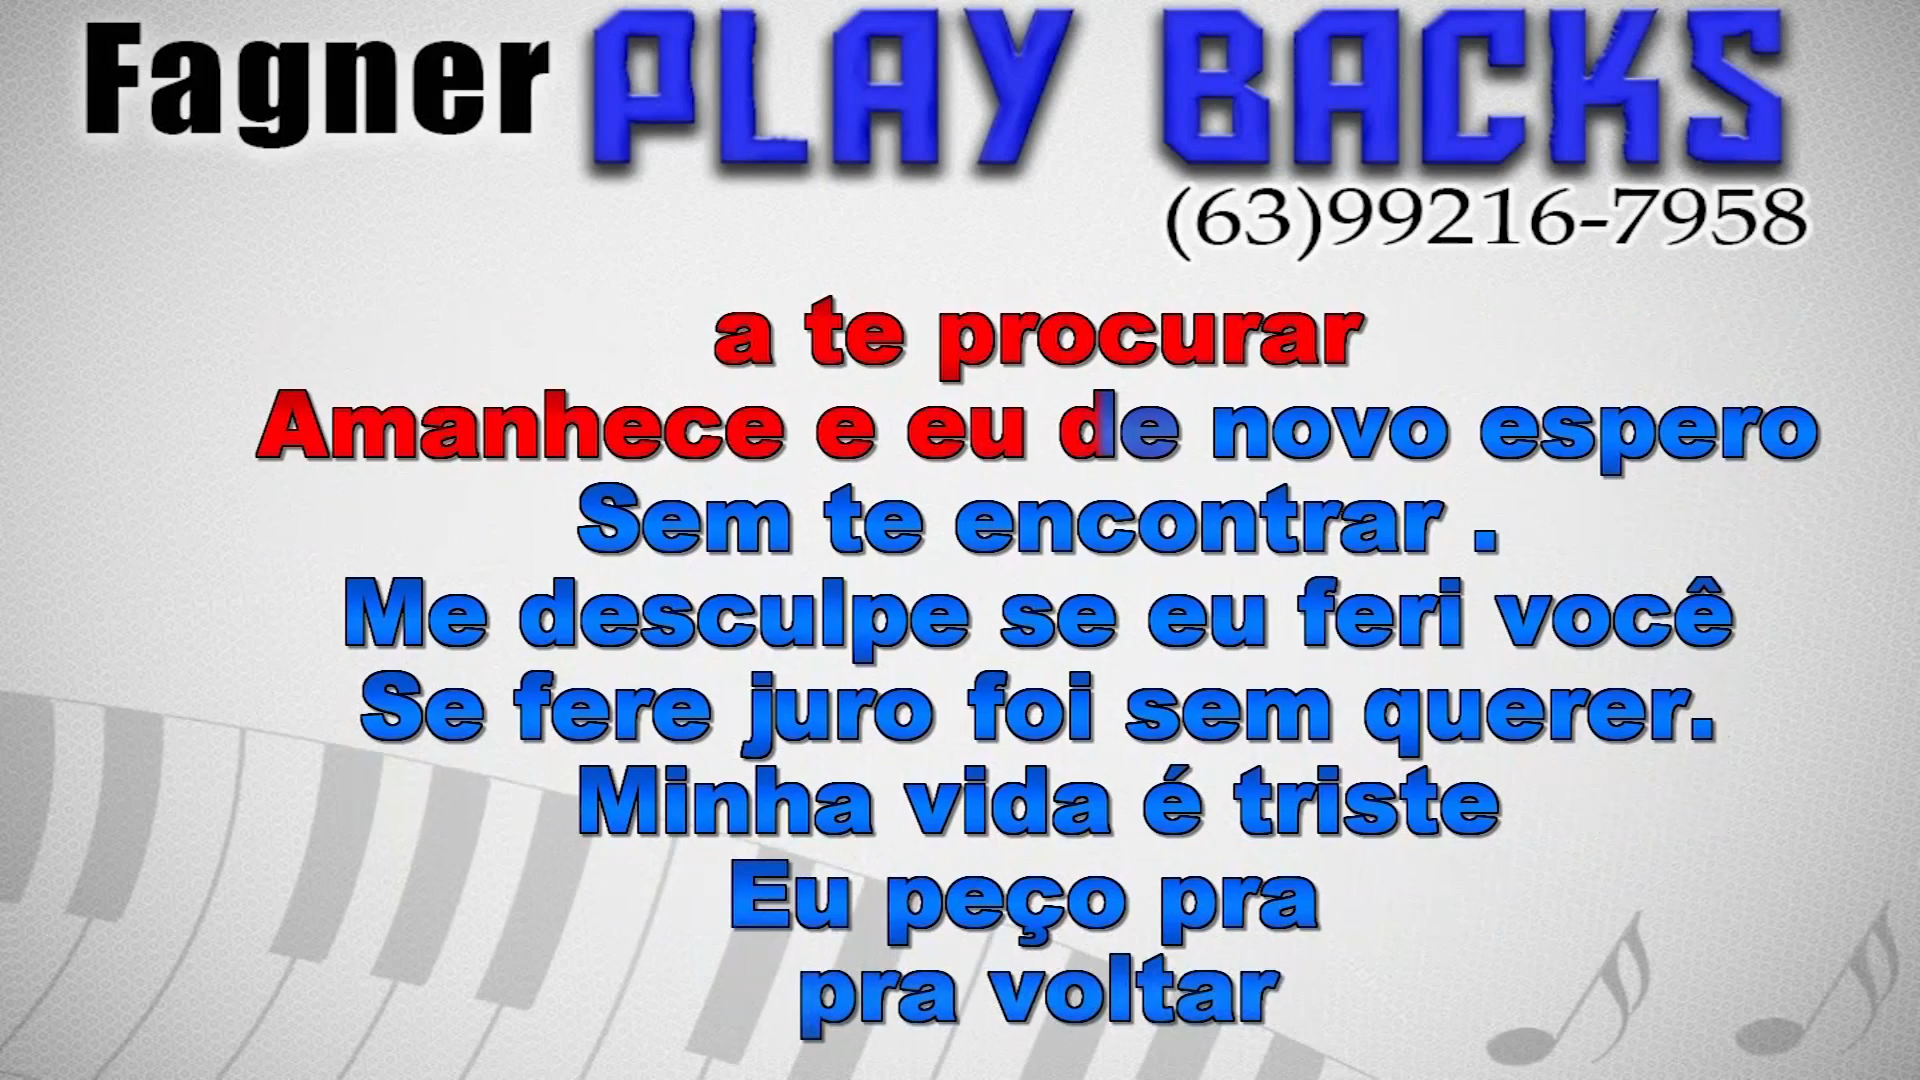 Fagner PLAY BACKS
(63)99216-7958
a te procurar
Amanhece e eu de novo espero
Sem te encontrar .
Me desculpe se eu feri você
Se fere juro foi sem querer.
Minha vida é triste
Eu peço pra
pra voltar